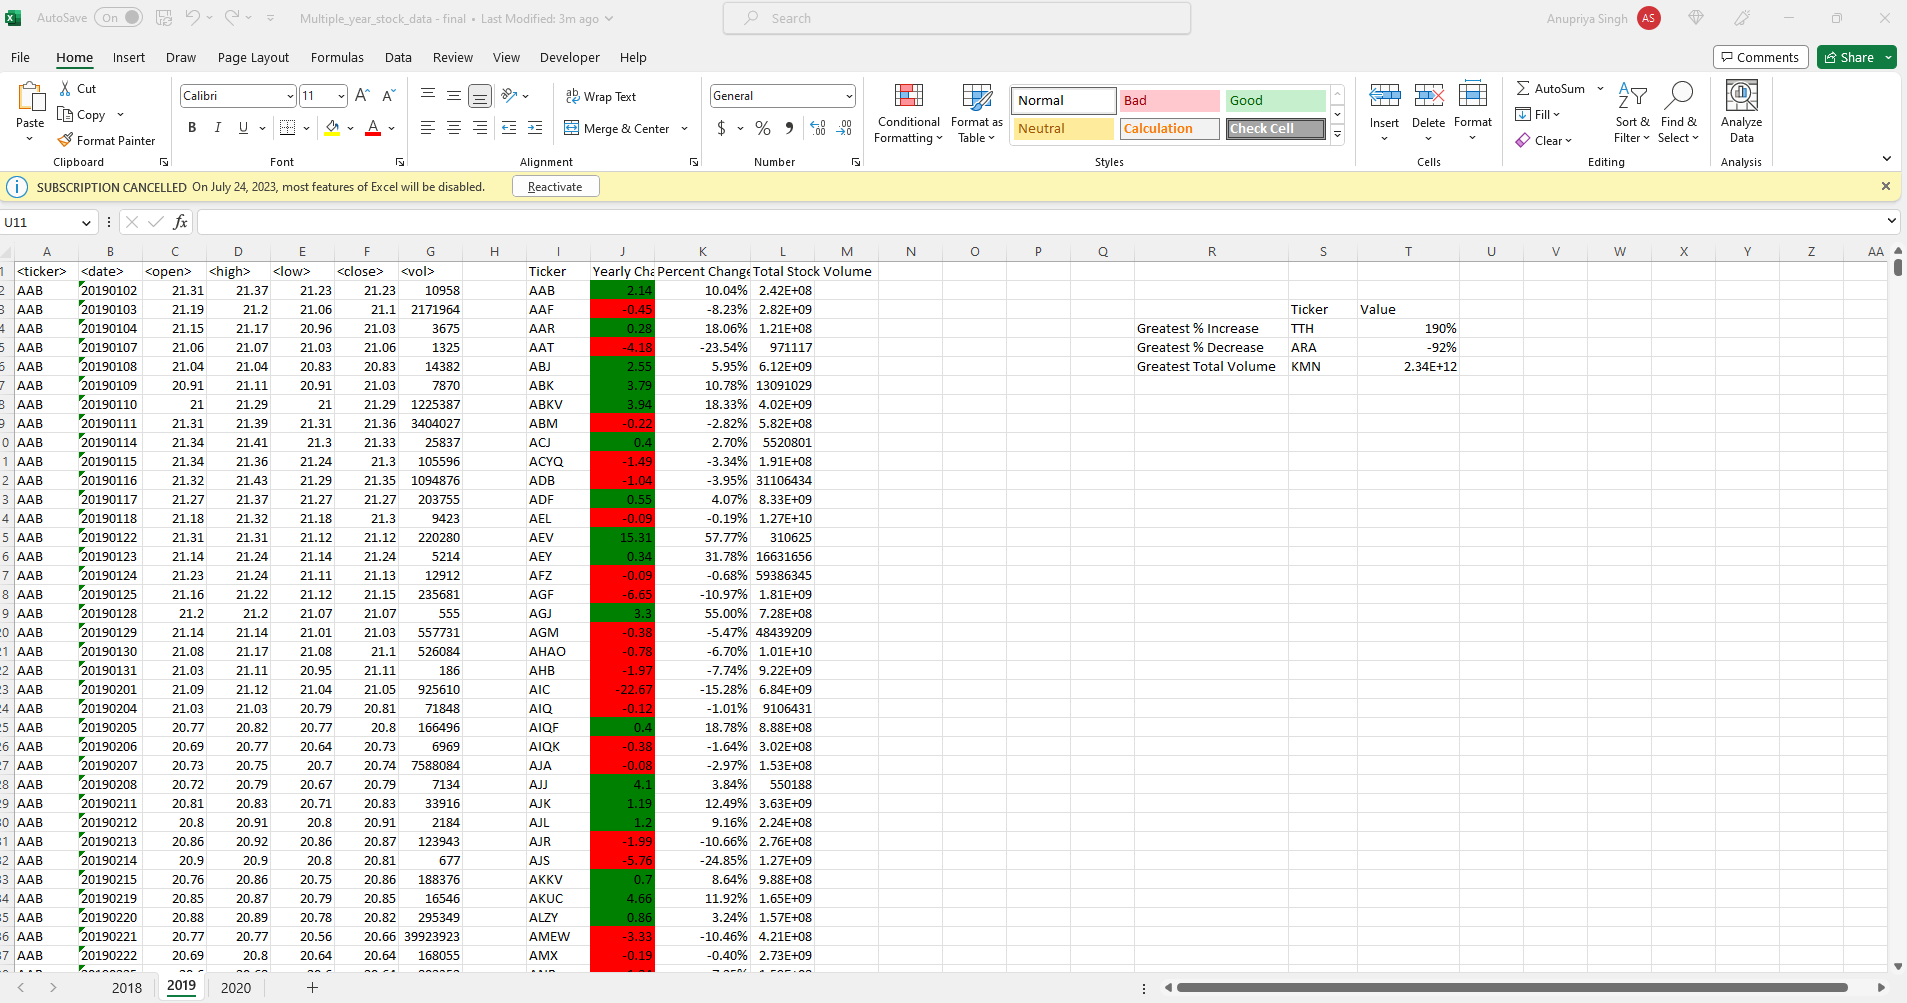 AutoSave On Multiple_year_stock_data - final • Last Modified: 3m ago Search Anupriya Singh AS
File Home Insert Draw Page Layout Formulas Data Review View Developer Help Comments Share
Paste Cut Copy Format Painter Clipboard
Calibri 11 B I U A Font
Wrap Text Merge & Center Alignment
General $ % Number
Conditional Formatting Format as Table
Normal Bad Good
Neutral Calculation Check Cell
Styles
Insert Delete Format Cells
AutoSum Fill Clear Sort & Filter Find & Select Editing
Analyze Data Analysis
SUBSCRIPTION CANCELLED On July 24, 2023, most features of Excel will be disabled. Reactivate
U11 fx
A B C D E F G H I J K L M N O P Q R S T U V W X Y Z AA
<ticker> <date> <open> <high> <low> <close> <vol> Ticker Yearly Cha Percent Change Total Stock Volume
AAB 20190102 21.31 21.37 21.23 21.23 10958 AAB 2.14 10.04% 2.42E+08
AAB 20190103 21.19 21.2 21.06 21.1 2171964 AAF -0.45 -8.23% 2.82E+09 Ticker Value
AAB 20190104 21.15 21.17 20.96 21.03 3675 AAR 0.28 18.06% 1.21E+08 Greatest % Increase TTH 190%
AAB 20190107 21.06 21.07 21.03 21.06 1325 AAT -4.18 -23.54% 971117 Greatest % Decrease ARA -92%
AAB 20190108 21.04 21.04 20.83 20.83 14382 ABJ 2.55 5.95% 6.12E+09 Greatest Total Volume KMN 2.34E+12
AAB 20190109 20.91 21.11 20.91 21.03 7870 ABK 3.79 10.78% 13091029
AAB 20190110 21 21.29 21 21.29 1225387 ABKV 3.94 18.33% 4.02E+09
AAB 20190111 21.31 21.39 21.31 21.36 3404027 ABM -0.22 -2.82% 5.82E+08
AAB 20190114 21.34 21.41 21.3 21.33 25837 ACJ 0.4 2.70% 5520801
AAB 20190115 21.34 21.36 21.24 21.3 105596 ACYQ -1.49 -3.34% 1.91E+08
AAB 20190116 21.32 21.43 21.29 21.35 1094876 ADB -1.04 -3.95% 31106434
AAB 20190117 21.27 21.37 21.27 21.27 203755 ADF 0.55 4.07% 8.33E+09
AAB 20190118 21.18 21.32 21.18 21.3 9423 AEL -0.09 -0.19% 1.27E+10
AAB 20190122 21.31 21.31 21.12 21.12 220280 AEV 15.31 57.77% 310625
AAB 20190123 21.14 21.24 21.14 21.24 5214 AEY 0.34 31.78% 16631656
AAB 20190124 21.23 21.24 21.11 21.13 12912 AFZ -0.09 -0.68% 59386345
AAB 20190125 21.16 21.22 21.12 21.15 235681 AGF -6.65 -10.97% 1.81E+09
AAB 20190128 21.2 21.2 21.07 21.07 555 AGJ 3.3 55.00% 7.28E+08
AAB 20190129 21.14 21.14 21.01 21.03 557731 AGM -0.38 -5.47% 48439209
AAB 20190130 21.08 21.17 21.08 21.1 526084 AHAO -0.78 -6.70% 1.01E+10
AAB 20190131 21.03 21.11 20.95 21.11 186 AHB -1.97 -7.74% 9.22E+09
AAB 20190201 21.09 21.12 21.04 21.05 925610 AIC -22.67 -15.28% 6.84E+09
AAB 20190204 21.03 21.03 20.79 20.81 71848 AIQ -0.12 -1.01% 9106431
AAB 20190205 20.77 20.82 20.77 20.8 166496 AIQF 0.4 18.78% 8.88E+08
AAB 20190206 20.69 20.77 20.64 20.73 6969 AIQK -0.38 -1.64% 3.02E+08
AAB 20190207 20.73 20.75 20.7 20.74 7588084 AJA -0.08 -2.97% 1.53E+08
AAB 20190208 20.72 20.79 20.67 20.79 7134 AJJ 4.1 3.84% 550188
AAB 20190211 20.81 20.83 20.71 20.83 33916 AJK 1.19 12.49% 3.63E+09
AAB 20190212 20.8 20.91 20.8 20.91 2184 AJL 1.2 9.16% 2.24E+08
AAB 20190213 20.86 20.92 20.86 20.87 123943 AJR -1.99 -10.66% 2.76E+08
AAB 20190214 20.9 20.9 20.8 20.81 677 AJS -5.76 -24.85% 1.27E+09
AAB 20190215 20.76 20.86 20.75 20.86 188376 AKKV 0.7 8.64% 9.88E+08
AAB 20190219 20.85 20.87 20.79 20.85 16546 AKUC 4.66 11.92% 1.65E+09
AAB 20190220 20.88 20.89 20.78 20.82 295349 ALZY 0.86 3.24% 1.57E+08
AAB 20190221 20.77 20.77 20.56 20.66 39923923 AMEW -3.33 -10.46% 4.21E+08
AAB 20190222 20.69 20.8 20.64 20.64 168055 AMX -0.19 -0.40% 2.73E+09
2018 2019 2020